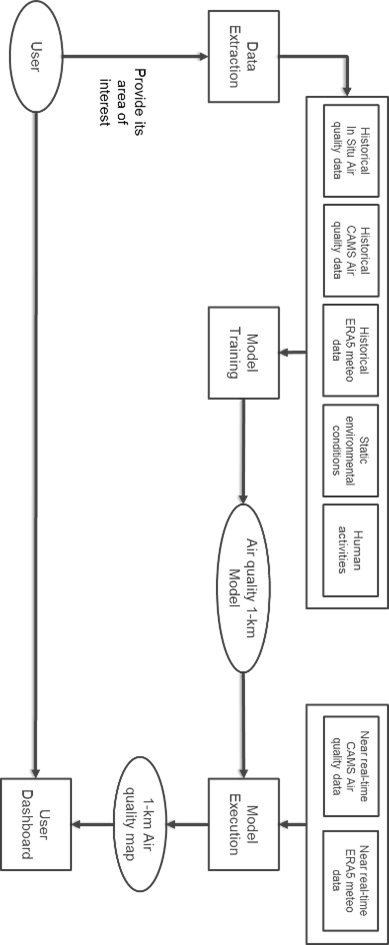 Historical
In Situ Air
quality data
Historical
CAMS Air
quality data
Historical
ERA5 meteo
data
Static
environmental
conditions
Human
activities
Near real-time
CAMS Air
quality data
Near real-time
ERA5 meteo
data
Data
Extraction
Model
Training
Air quality 1-km
Model
Model
Execution
Provide its
area of
interest
1-km Air
quality map
User
User
Dashboard